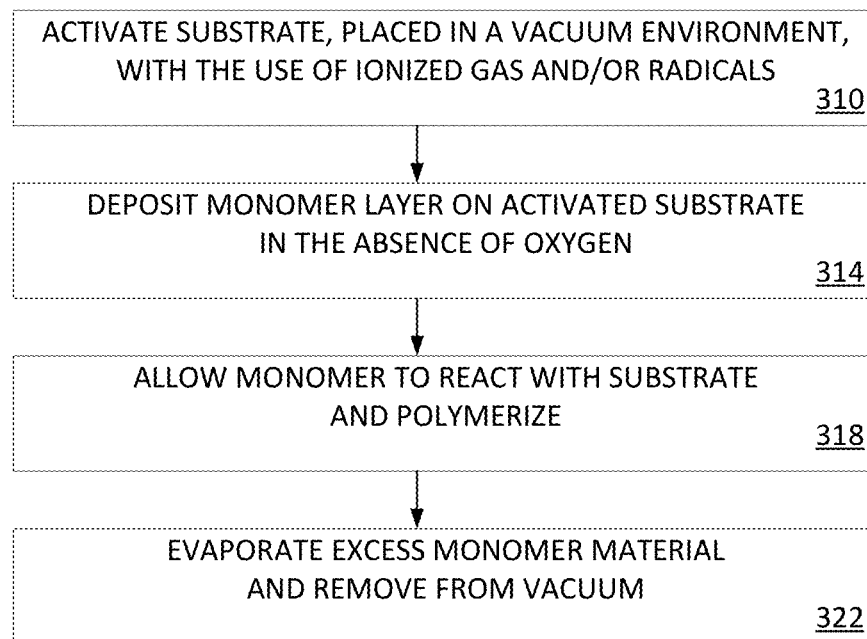 ACTIVATE SUBSTRATE, PLACED IN A VACUUM ENVIRONMENT,
WITH THE USE OF IONIZED GAS AND/OR RADICALS
310
DEPOSIT MONOMER LAYER ON ACTIVATED SUBSTRATE
IN THE ABSENCE OF OXYGEN
314
ALLOW MONOMER TO REACT WITH SUBSTRATE
AND POLYMERIZE
318
EVAPORATE EXCESS MONOMER MATERIAL
AND REMOVE FROM VACUUM
322